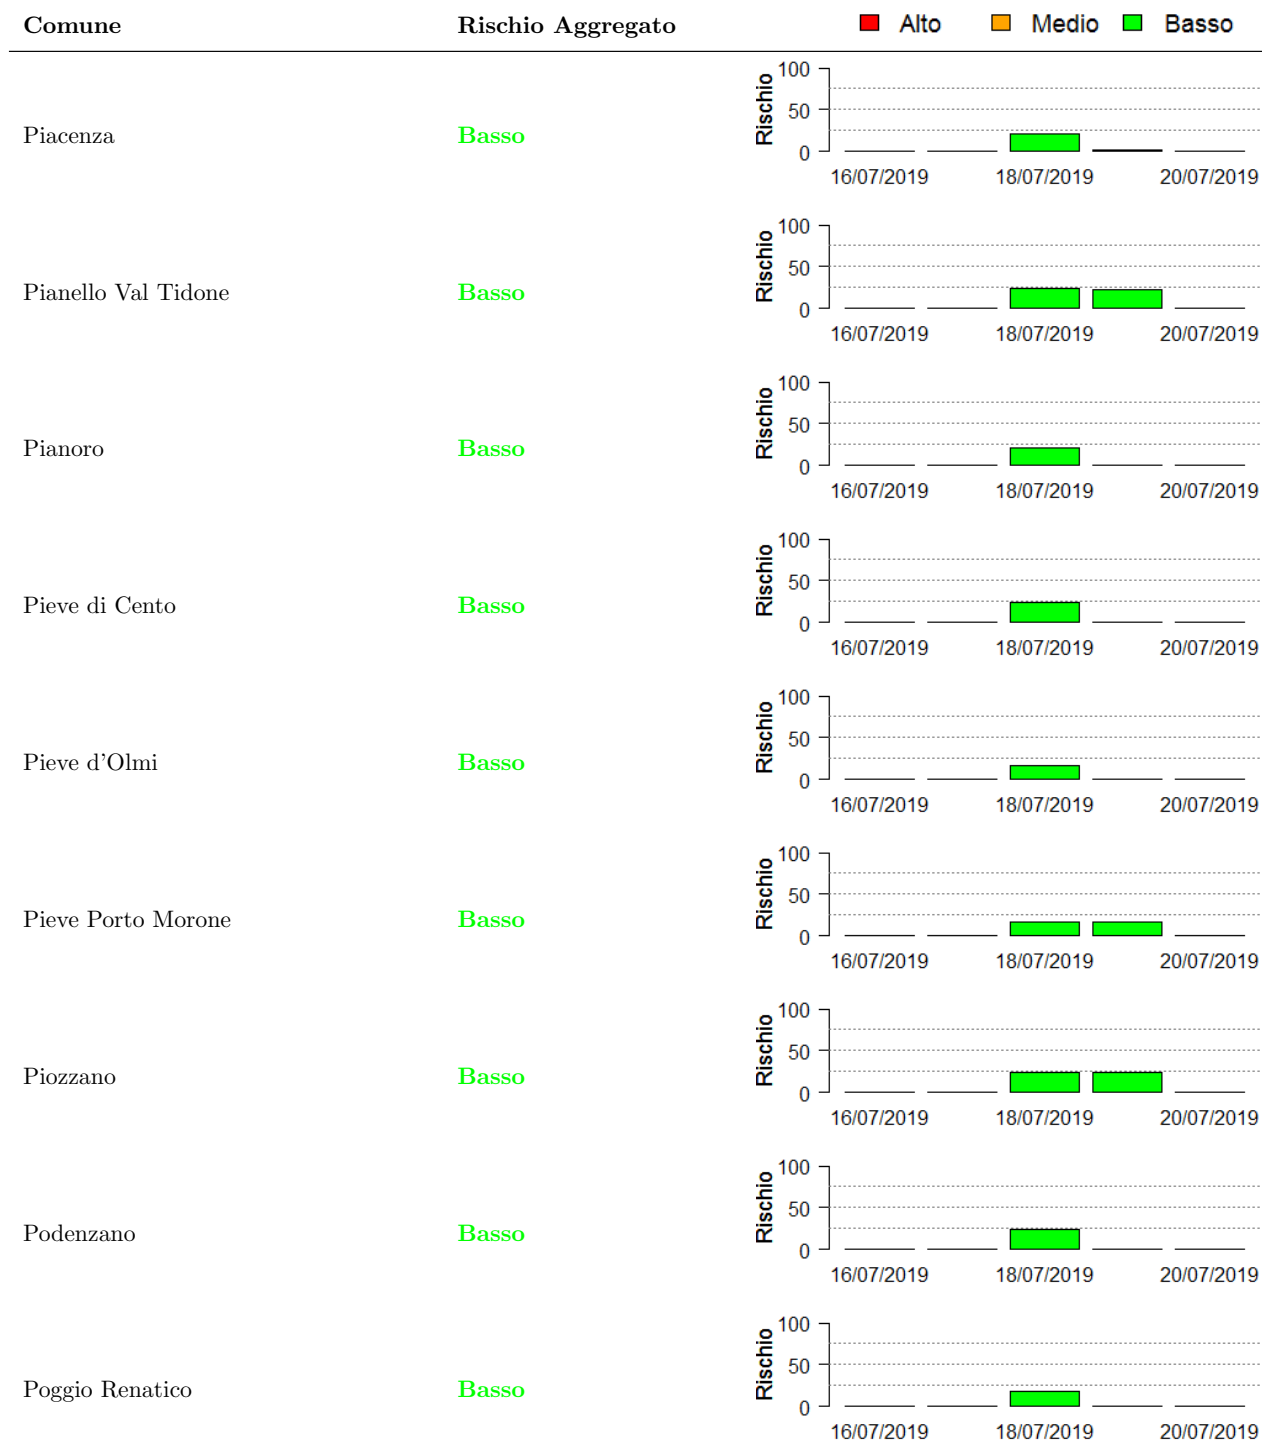 Comune Rischio Aggregato Alto Medio Basso
100
50
0
Rischio
Piacenza Basso
16/07/2019 18/07/2019 20/07/2019
100
50
0
Rischio
Pianello Val Tidone Basso
16/07/2019 18/07/2019 20/07/2019
100
50
0
Rischio
Pianoro Basso
16/07/2019 18/07/2019 20/07/2019
100
50
0
Rischio
Pieve di Cento Basso
16/07/2019 18/07/2019 20/07/2019
100
50
0
Rischio
Pieve d'Olmi Basso
16/07/2019 18/07/2019 20/07/2019
100
50
0
Rischio
Pieve Porto Morone Basso
16/07/2019 18/07/2019 20/07/2019
100
50
0
Rischio
Piozzano Basso
16/07/2019 18/07/2019 20/07/2019
100
50
0
Rischio
Podenzano Basso
16/07/2019 18/07/2019 20/07/2019
100
50
0
Rischio
Poggio Renatico Basso
16/07/2019 18/07/2019 20/07/2019